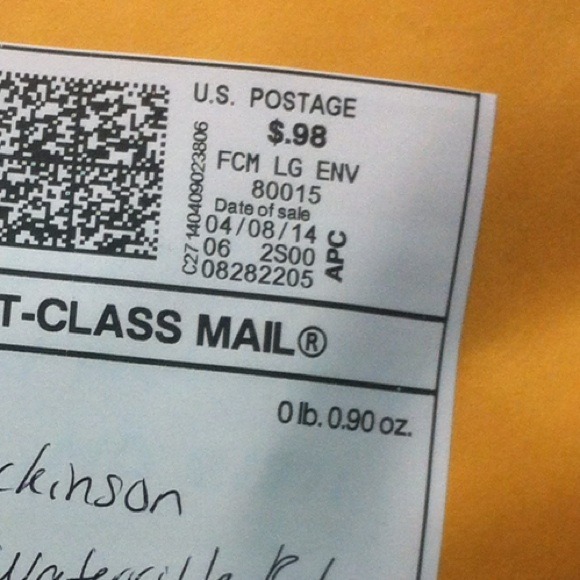 U.S. POSTAGE
$.98
FCM LG ENV
80015
Date of sale
04/08/14
06 2S00
08282205
APC
C27 140409023806
T-CLASS MAIL®
0 lb. 0.90 oz.
ckinson